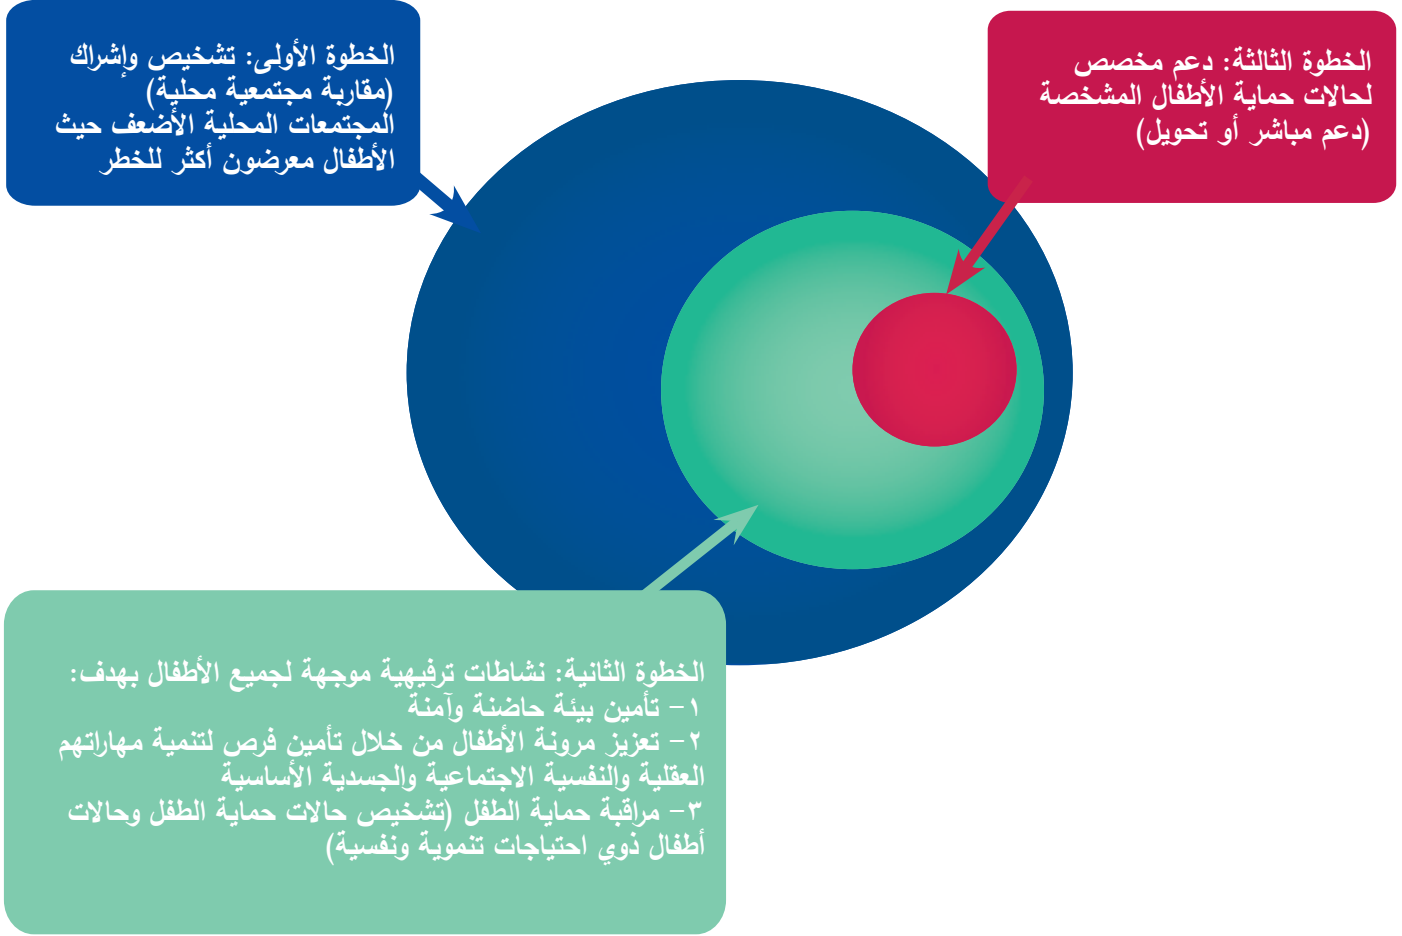 الخطوة الأولى: تشخيص وإشراك
(مقاربة مجتمعية محلية)
المجتمعات المحلية الأضعف حيث
الأطفال معرضون أكثر للخطر
الخطوة الثالثة: دعم مخصص
لحالات حماية الأطفال المشخصة
(دعم مباشر أو تحويل)
الخطوة الثانية: نشاطات ترفيهية موجهة لجميع الأطفال بهدف:
١- تأمين بيئة حاضنة وآمنة
٢- تعزيز مرونة الأطفال من خلال تأمين فرص لتنمية مهاراتهم
العقلية والنفسية الاجتماعية والجسدية الأساسية
٣- مراقبة حماية الطفل (تشخيص حالات حماية الطفل وحالات
أطفال ذوي احتياجات تنموية ونفسية)